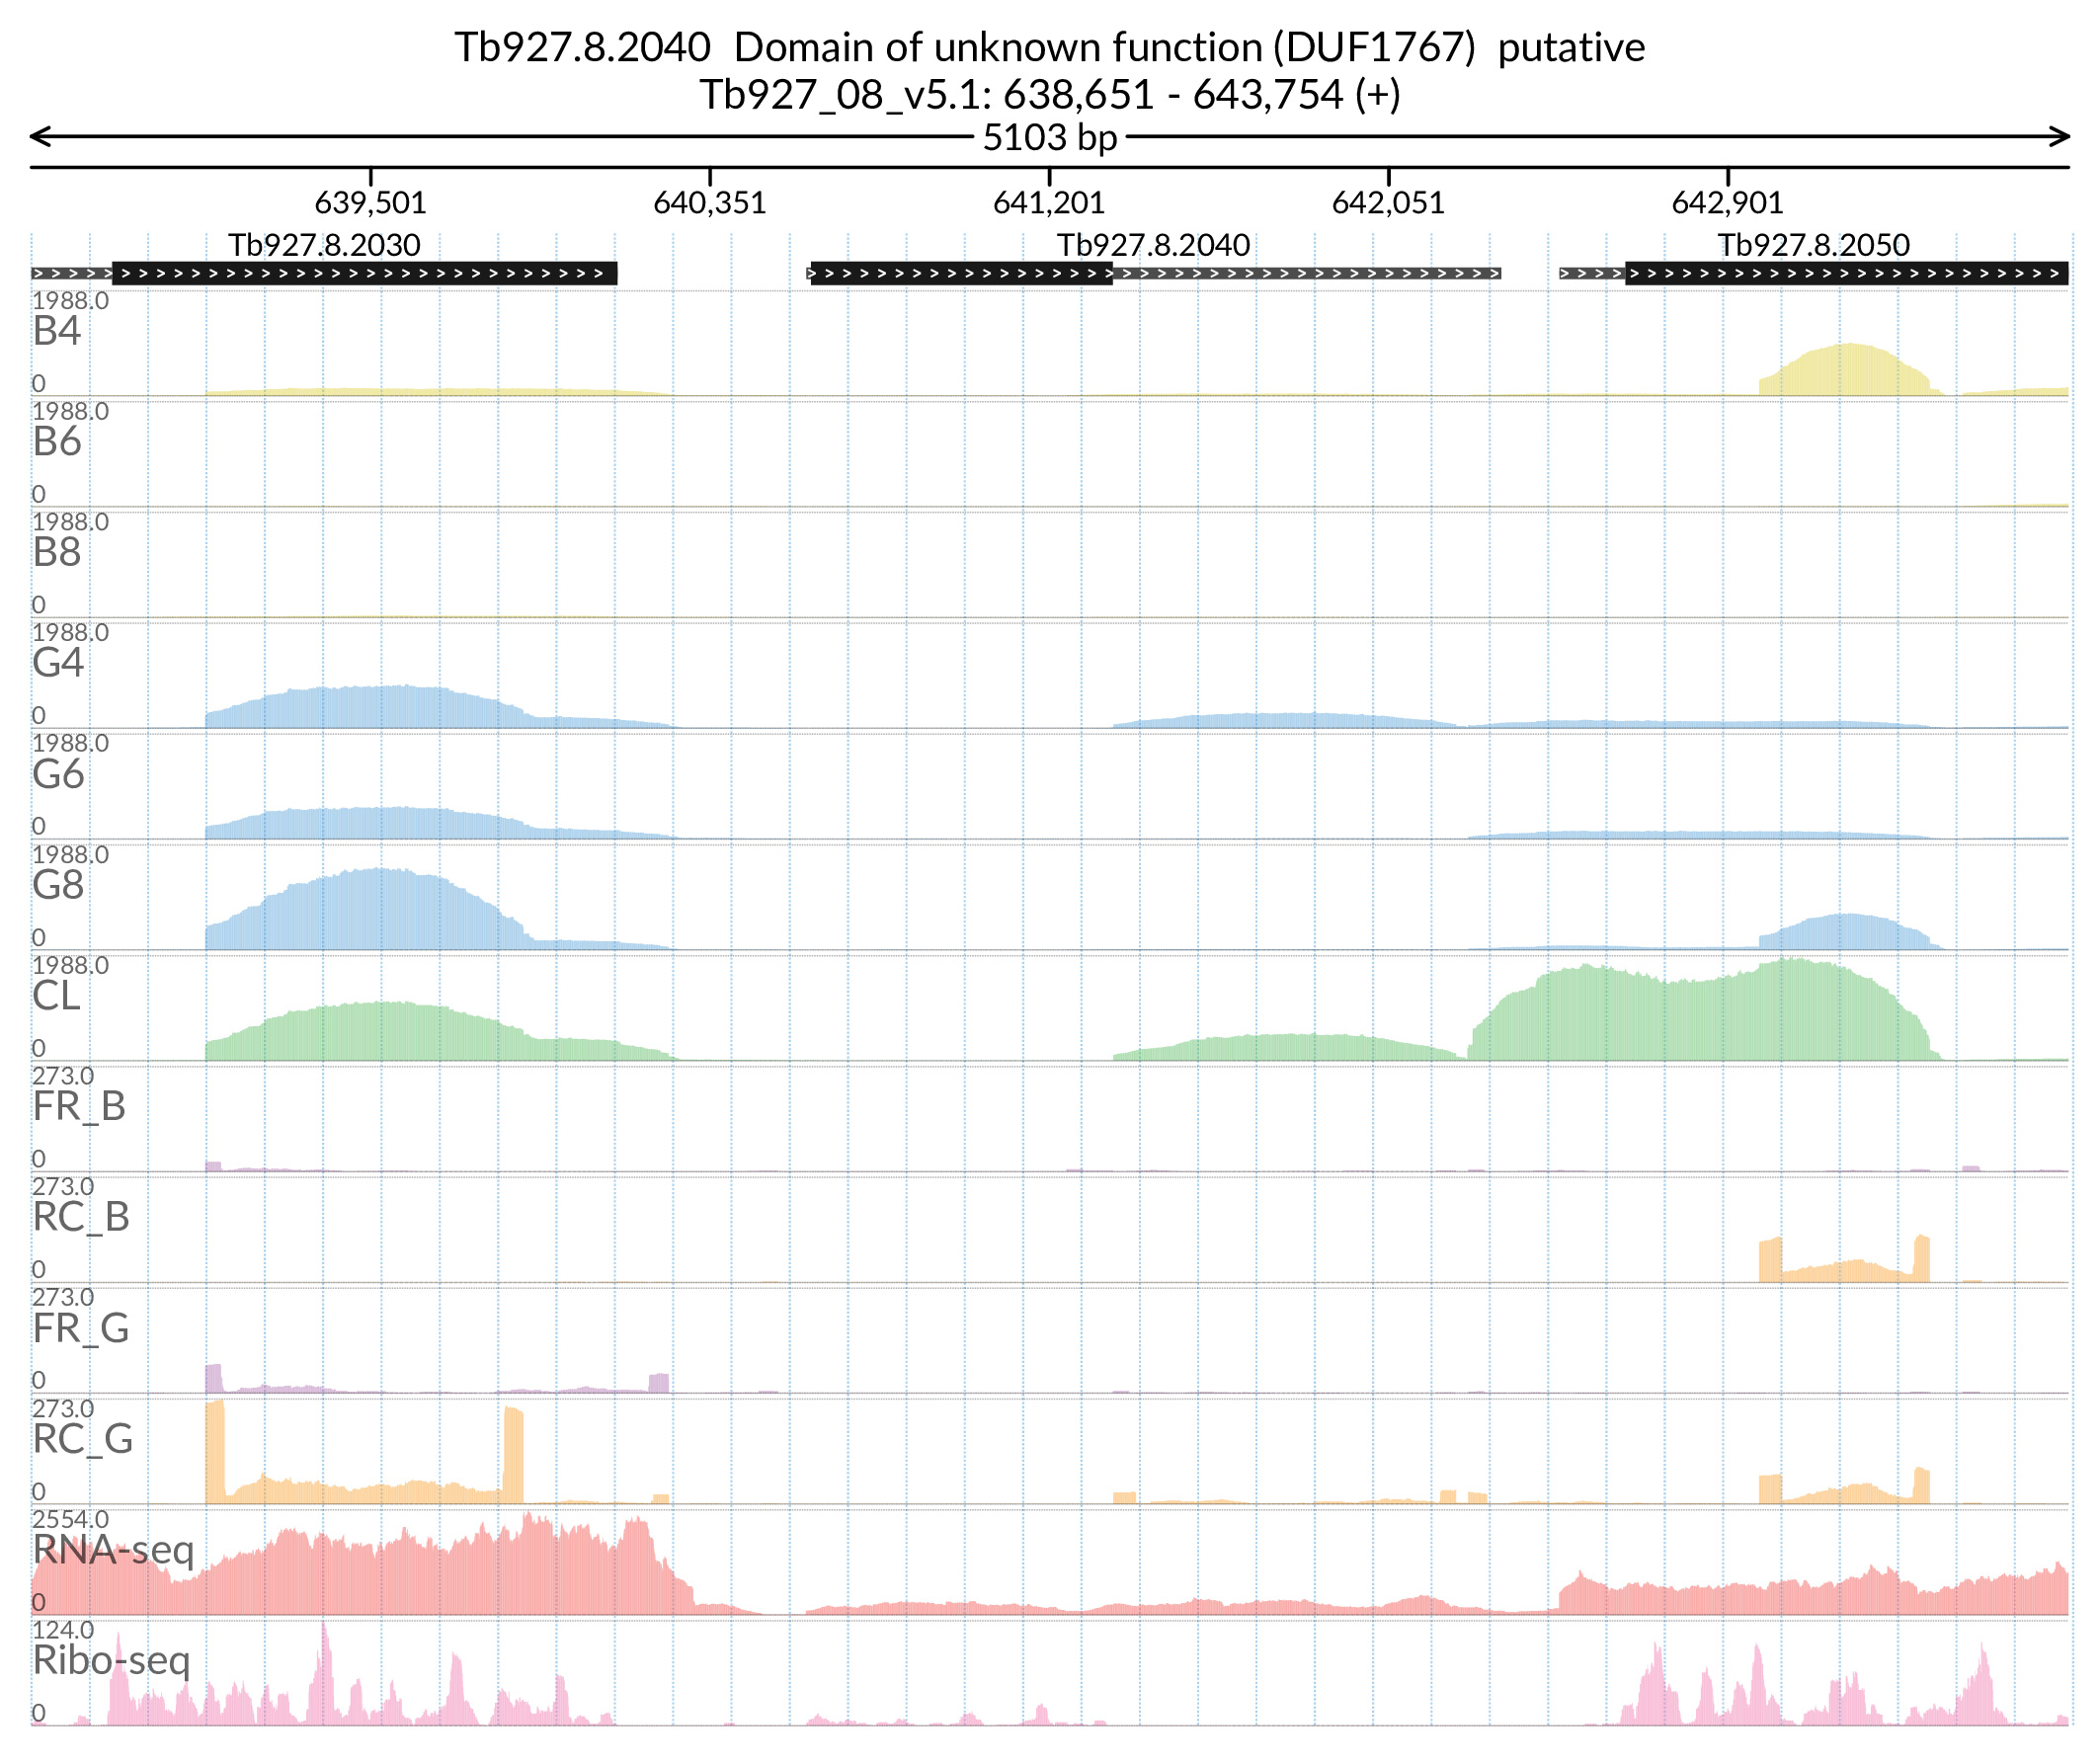 Tb927.8.2040  Domain of unknown function (DUF1767)  putative
Tb927_08_v5.1: 638,651 - 643,754 (+)
5103 bp
639,501 640,351 641,201 642,051 642,901
Tb927.8.2030 Tb927.8.2040 Tb927.8.2050
1988.0
B4
0
1988.0
B6
0
1988.0
B8
0
1988.0
G4
0
1988.0
G6
0
1988.0
G8
0
1988.0
CL
0
273.0
FR_B
0
273.0
RC_B
0
273.0
FR_G
0
273.0
RC_G
0
2554.0
RNA-seq
0
124.0
Ribo-seq
0